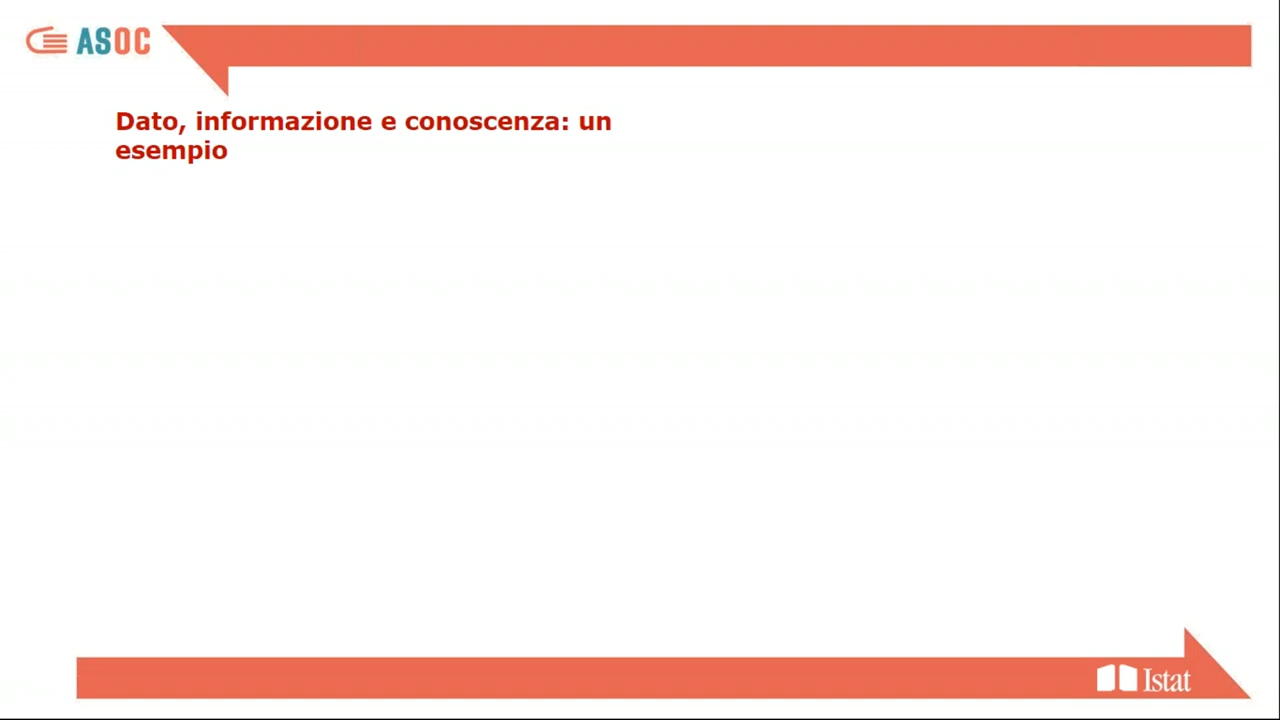 ASOC
Dato, informazione e conoscenza: un
esempio
Istat